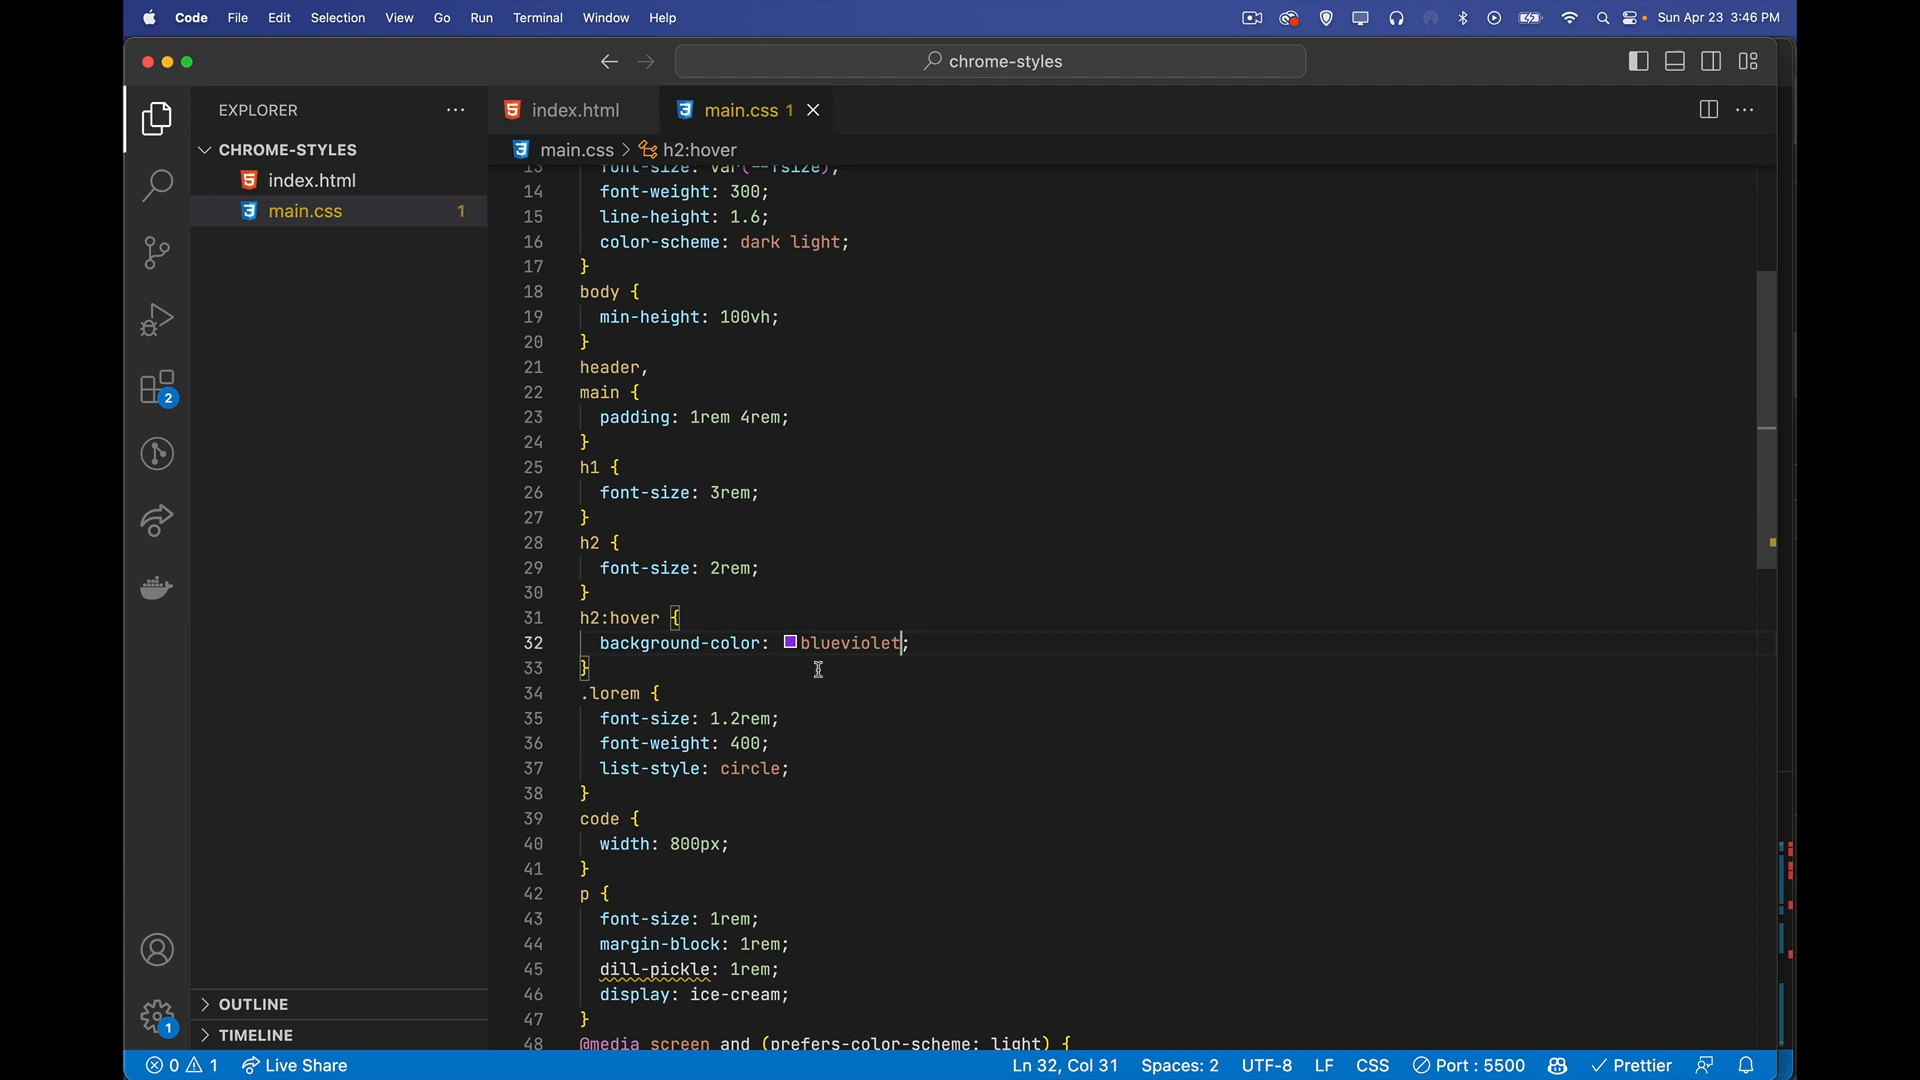 Code File Edit Selection View Go Run Terminal Window Help Sun Apr 23 3:46 PM
chrome-styles
EXPLORER
index.html
main.css 1
main.css > h2:hover
CHROME-STYLES
index.html
main.css 1
13 font-size: var(--fsize);
14 font-weight: 300;
15 line-height: 1.6;
16 color-scheme: dark light;
17 }
18 body {
19 min-height: 100vh;
20 }
21 header,
22 main {
23 padding: 1rem 4rem;
24 }
25 h1 {
26 font-size: 3rem;
27 }
28 h2 {
29 font-size: 2rem;
30 }
31 h2:hover {
32 background-color: blueviolet;
33 }
34 .lorem {
35 font-size: 1.2rem;
36 font-weight: 400;
37 list-style: circle;
38 }
39 code {
40 width: 800px;
41 }
42 p {
43 font-size: 1rem;
44 margin-block: 1rem;
45 dill-pickle: 1rem;
46 display: ice-cream;
47 }
48 @media screen and (prefers-color-scheme: light) {
2
1
OUTLINE
TIMELINE
0 1 Live Share Ln 32, Col 31 Spaces: 2 UTF-8 LF CSS Port : 5500 Prettier